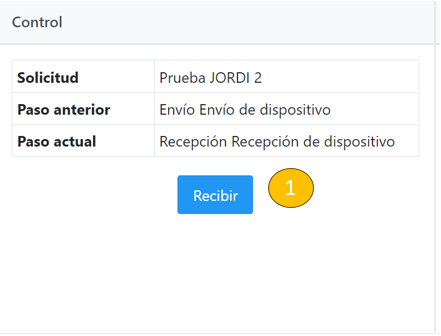 Control
Solicitud Prueba JORDI 2
Paso anterior Envío Envío de dispositivo
Paso actual Recepción Recepción de dispositivo
Recibir 1